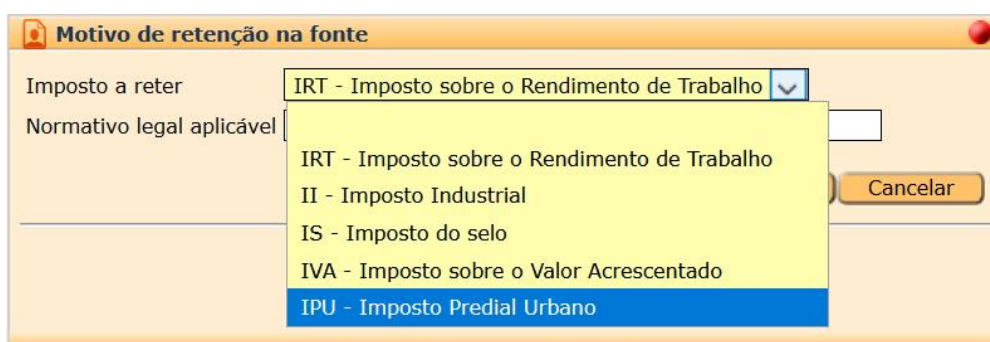 Motivo de retenção na fonte
Imposto a reter IRT - Imposto sobre o Rendimento de Trabalho
Normativo legal aplicável
IRT - Imposto sobre o Rendimento de Trabalho
II - Imposto Industrial
Cancelar
IS - Imposto do selo
IVA - Imposto sobre o Valor Acrescentado
IPU - Imposto Predial Urbano